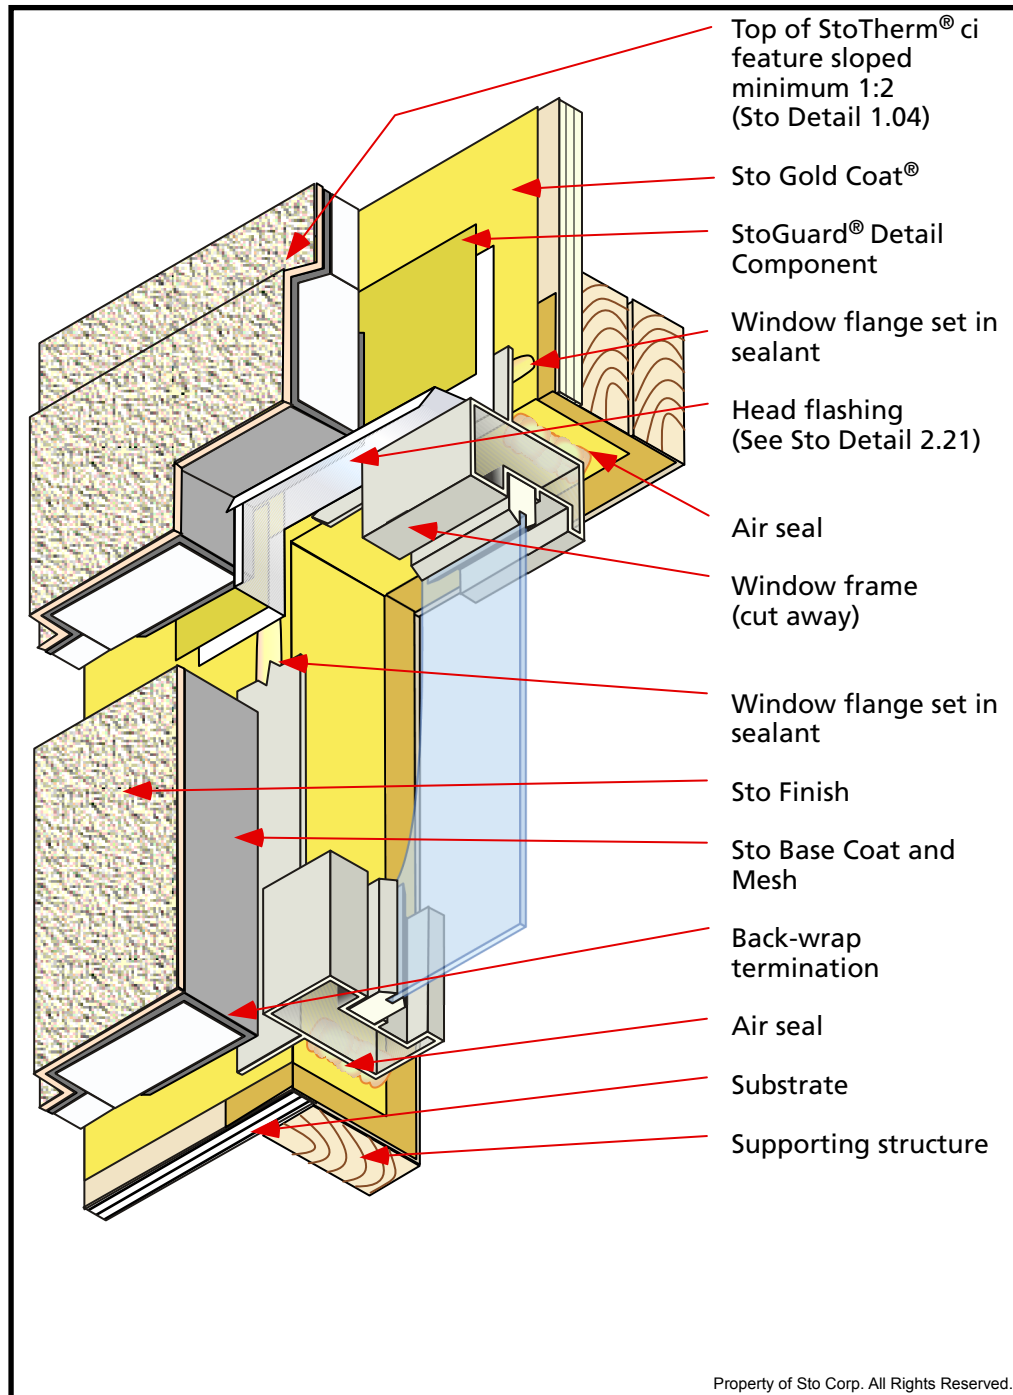 Top of StoTherm® ci
feature sloped
minimum 1:2
(Sto Detail 1.04)
Sto Gold Coat®
StoGuard® Detail
Component
Window flange set in
sealant
Head flashing
(See Sto Detail 2.21)
Air seal
Window frame
(cut away)
Window flange set in
sealant
Sto Finish
Sto Base Coat and
Mesh
Back-wrap
termination
Air seal
Substrate
Supporting structure
Property of Sto Corp. All Rights Reserved.